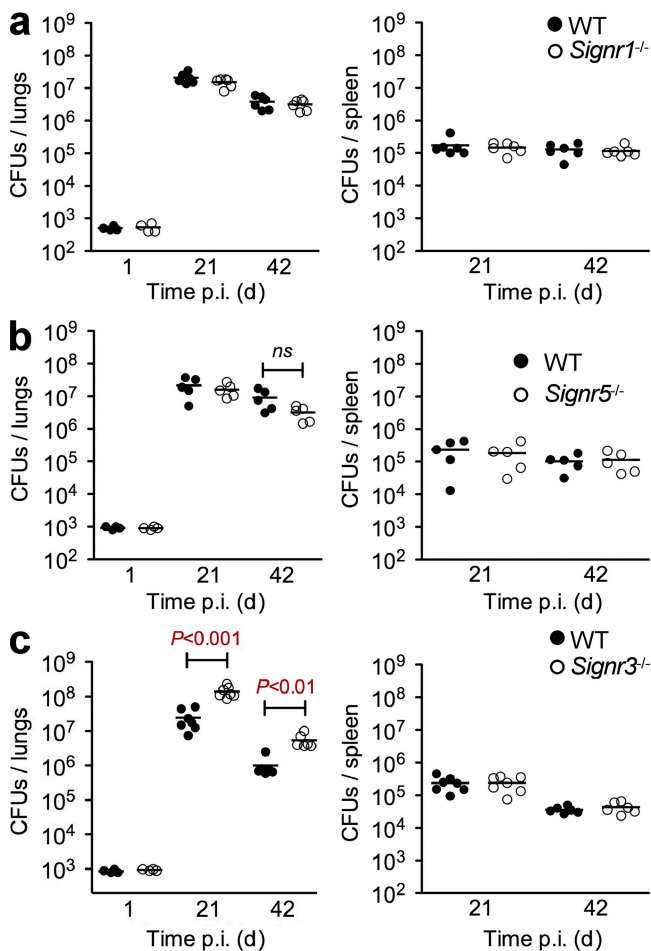 a
CFUs / lungs
10⁹
10⁸
10⁷
10⁶
10⁵
10⁴
10³
10²
1 21 42
Time p.i. (d)
CFUs / spleen
10⁹
10⁸
10⁷
10⁶
10⁵
10⁴
10³
10²
21 42
Time p.i. (d)
WT
Signr1⁻/⁻
b
CFUs / lungs
10⁹
10⁸
10⁷
10⁶
10⁵
10⁴
10³
10²
ns
1 21 42
Time p.i. (d)
CFUs / spleen
10⁹
10⁸
10⁷
10⁶
10⁵
10⁴
10³
10²
21 42
Time p.i. (d)
WT
Signr5⁻/⁻
c
P<0.001
P<0.01
CFUs / lungs
10⁹
10⁸
10⁷
10⁶
10⁵
10⁴
10³
1 21 42
Time p.i. (d)
CFUs / spleen
10⁹
10⁸
10⁷
10⁶
10⁵
10⁴
10³
10²
21 42
Time p.i. (d)
WT
Signr3⁻/⁻